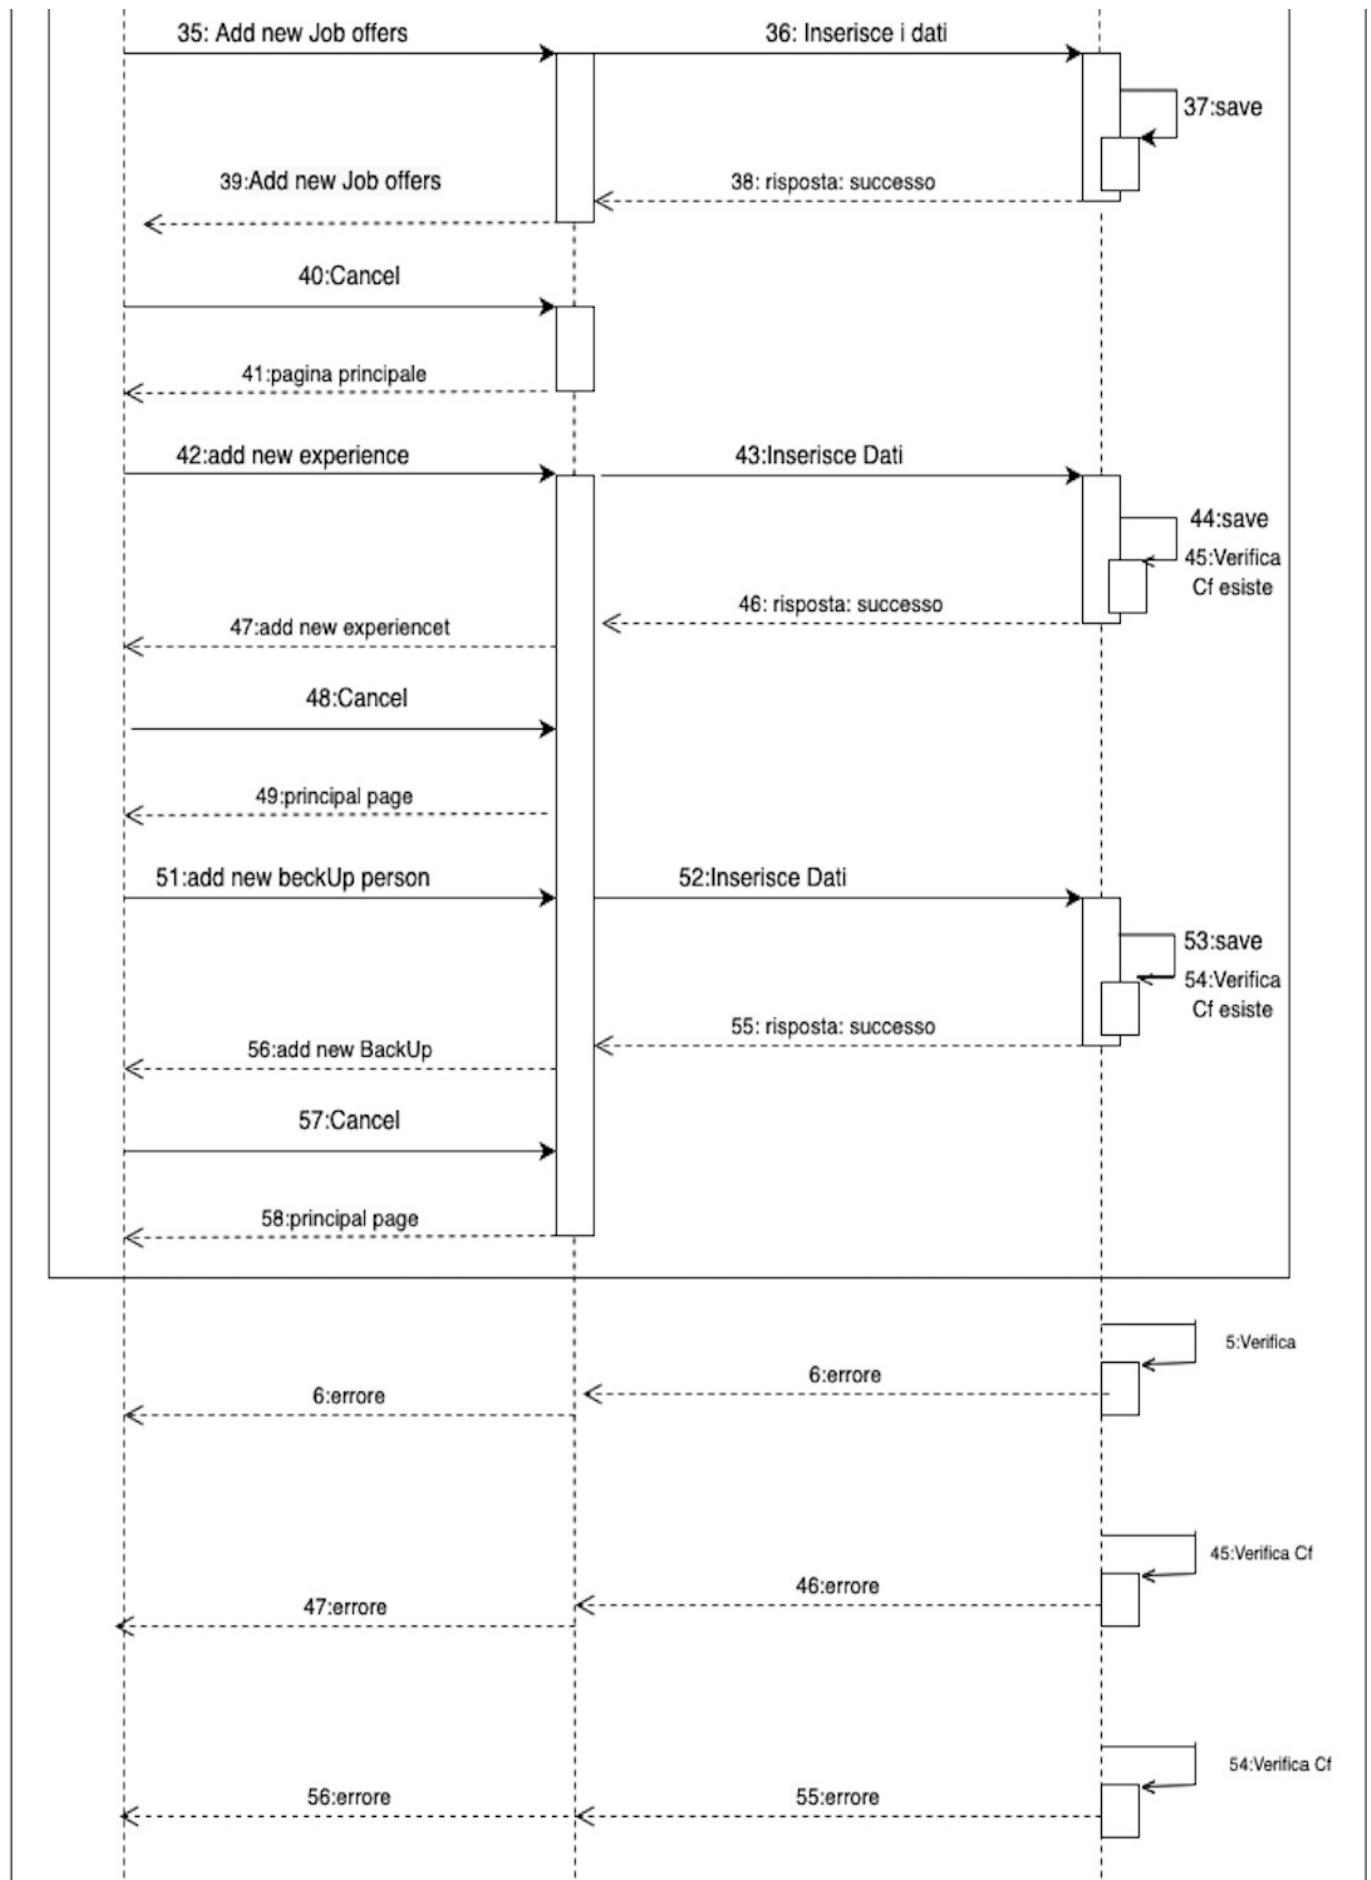 35: Add new Job offers
36: Inserisce i dati
37:save
39:Add new Job offers
38: risposta: successo
40:Cancel
41:pagina principale
42:add new experience
43:Inserisce Dati
44:save
45:Verifica
Cf esiste
46: risposta: successo
47:add new experiencet
48:Cancel
49:principal page
51:add new beckUp person
52:Inserisce Dati
53:save
54:Verifica
Cf esiste
55: risposta: successo
56:add new BackUp
57:Cancel
58:principal page
5:Verifica
6:errore
6:errore
45:Verifica Cf
46:errore
47:errore
54:Verifica Cf
56:errore
55:errore